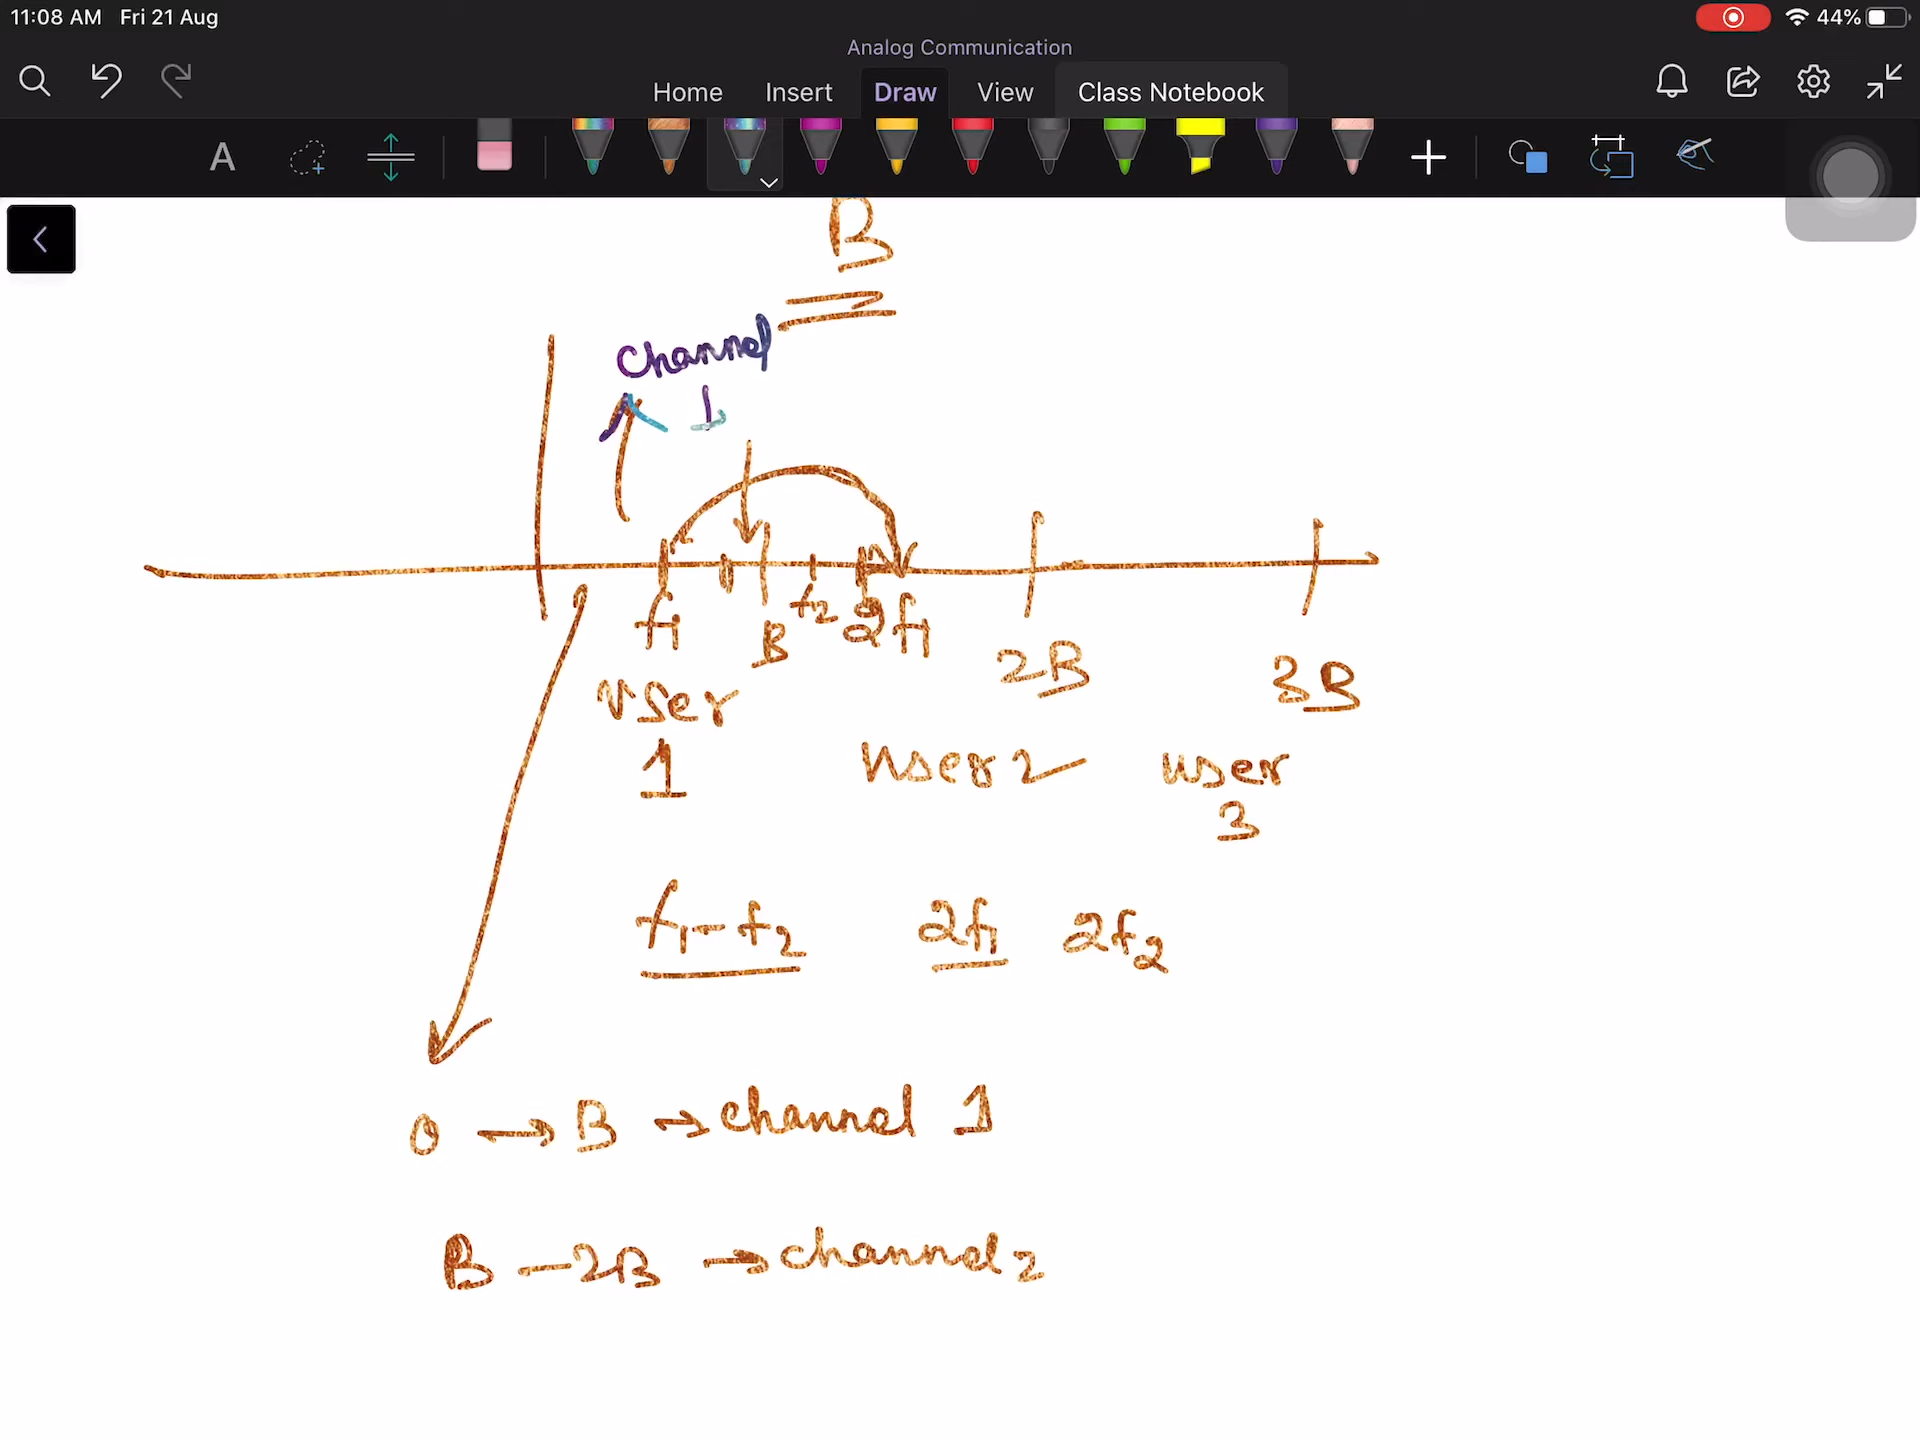 11:08 AM Fri 21 Aug
44%
Analog Communication
Home Insert Draw View Class Notebook
A
B
Channel
1
f1 B f2 2f1
2B
3B
user
1
user 2
user
3
f1-f2 2f1 2f2
0 → B → channel 1
B - 2B → channel 2